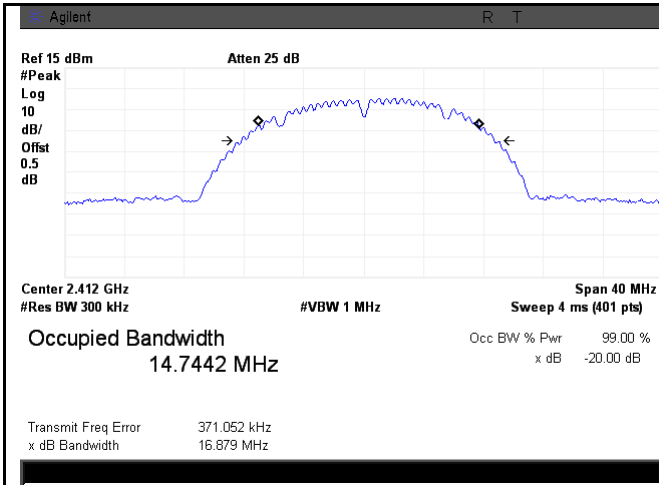 Agilent R T
Ref 15 dBm Atten 25 dB
#Peak
Log
10
dB/
Offst
0.5
dB
Center 2.412 GHz Span 40 MHz
#Res BW 300 kHz #VBW 1 MHz Sweep 4 ms (401 pts)
Occupied Bandwidth Occ BW % Pwr 99.00 %
14.7442 MHz x dB -20.00 dB
Transmit Freq Error 371.052 kHz
x dB Bandwidth 16.879 MHz